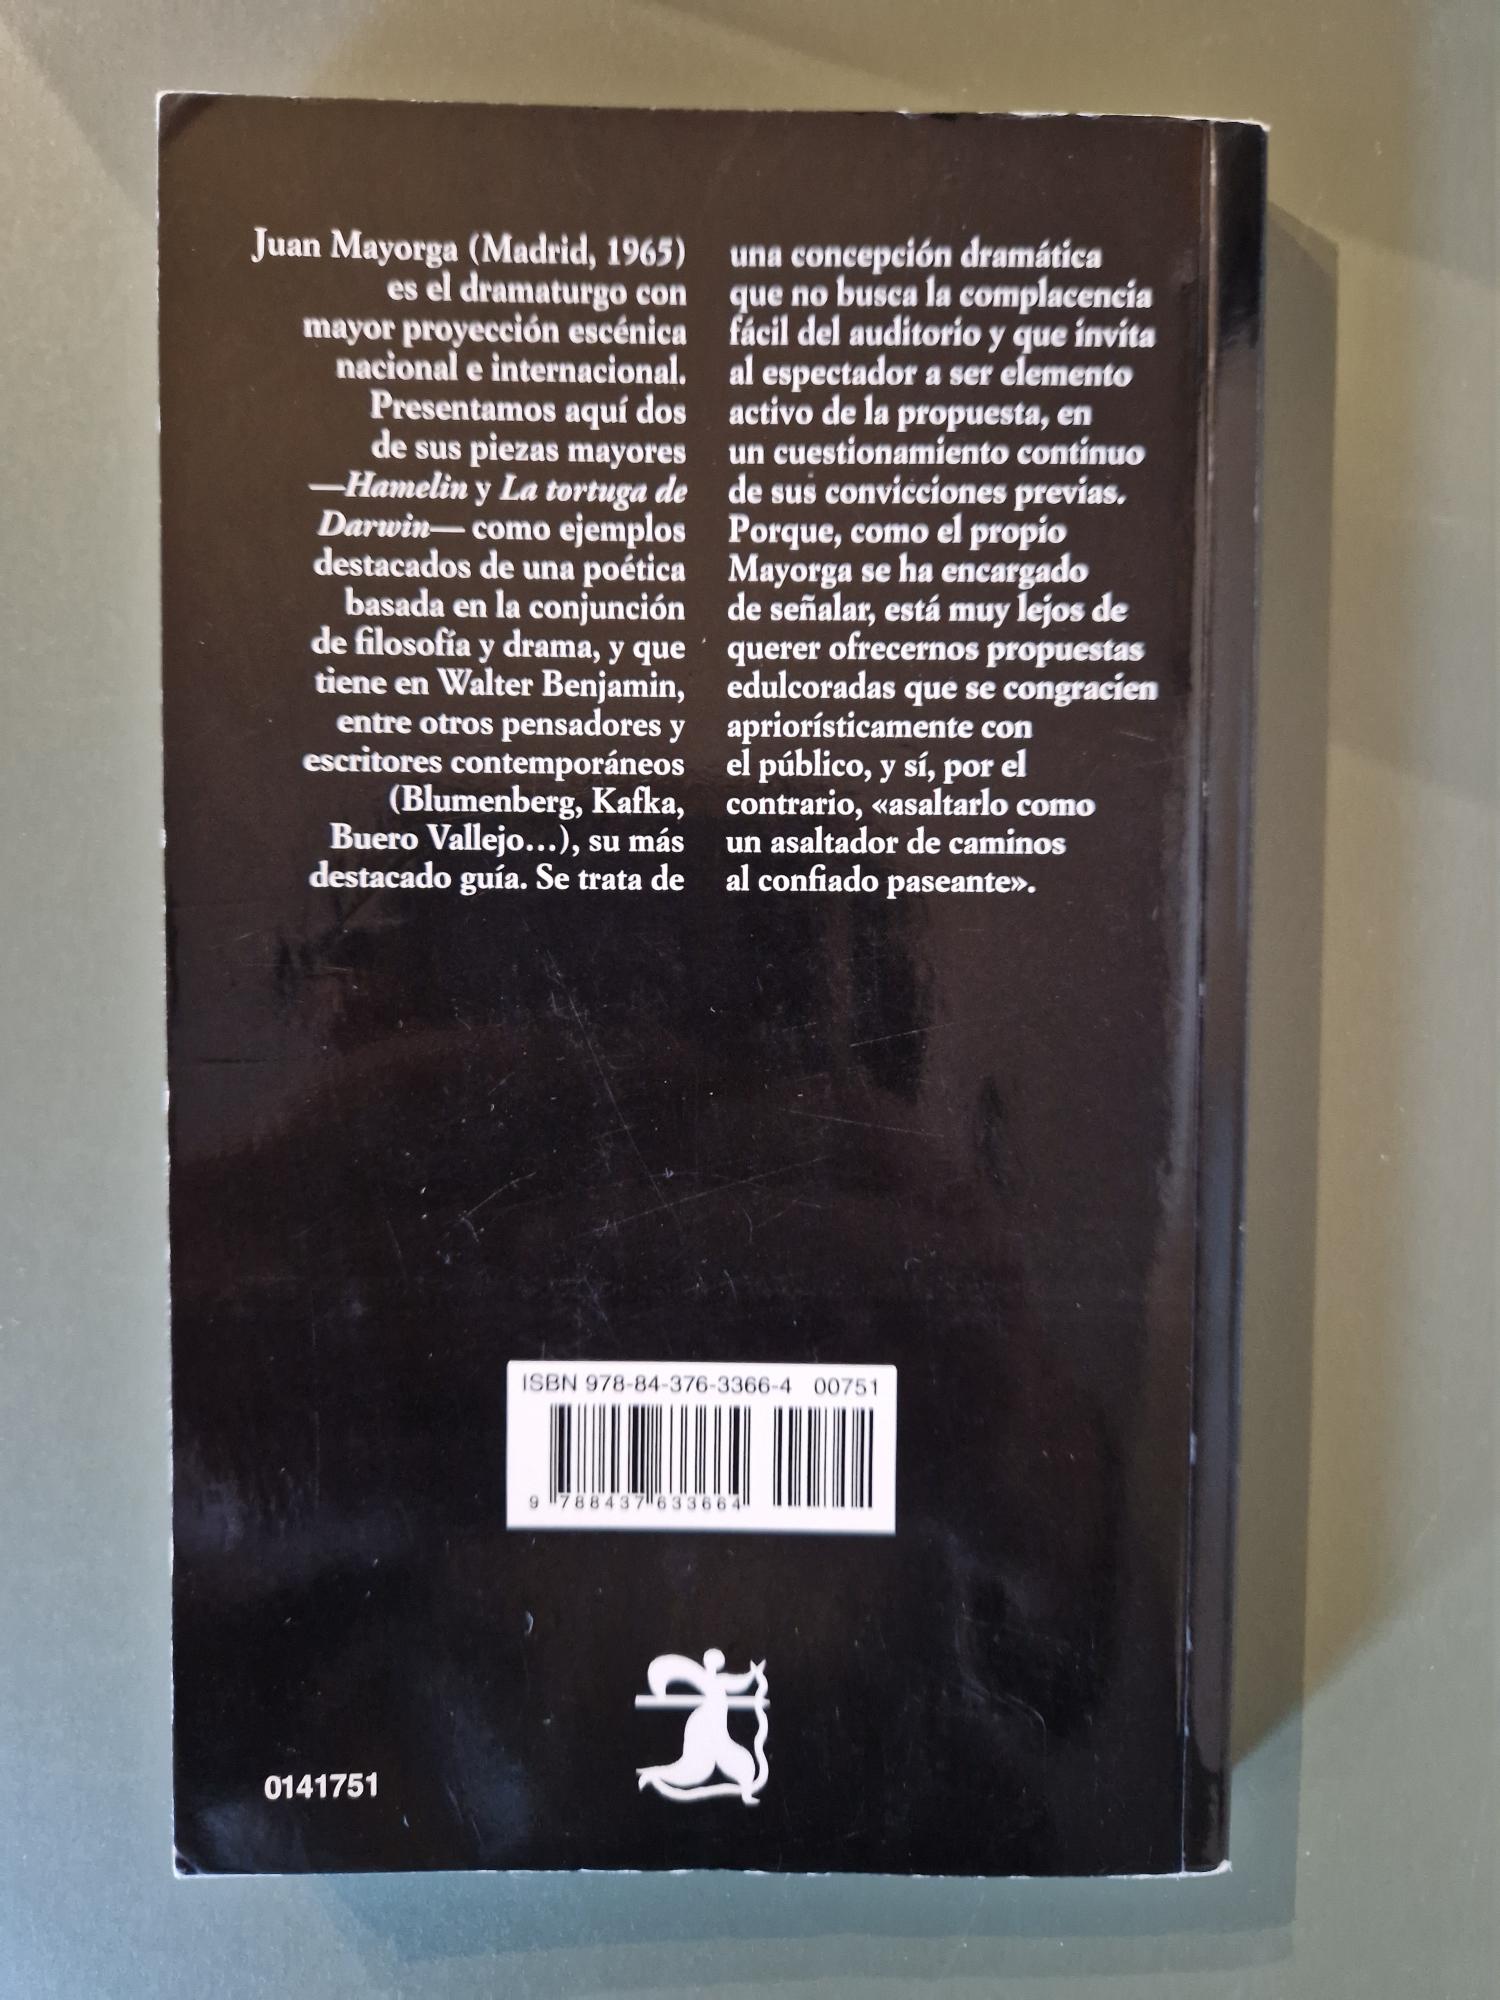 Juan Mayorga (Madrid, 1965)
es el dramaturgo con
mayor proyección escénica
nacional e internacional.
Presentamos aquí dos
de sus piezas mayores
—Hamelin y La tortuga de
Darwin— como ejemplos
destacados de una poética
basada en la conjunción
de filosofía y drama, y que
tiene en Walter Benjamin,
entre otros pensadores y
escritores contemporáneos
(Blumenberg, Kafka,
Buero Vallejo...), su más
destacado guía. Se trata de
una concepción dramática
que no busca la complacencia
fácil del auditorio y que invita
al espectador a ser elemento
activo de la propuesta, en
un cuestionamiento continuo
de sus convicciones previas.
Porque, como el propio
Mayorga se ha encargado
de señalar, está muy lejos de
querer ofrecernos propuestas
edulcoradas que se congracien
apriorísticamente con
el público, y sí, por el
contrario, «asaltarlo como
un asaltador de caminos
al confiado paseante».
ISBN 978-84-376-3366-4 00751
9 788437 633664
0141751